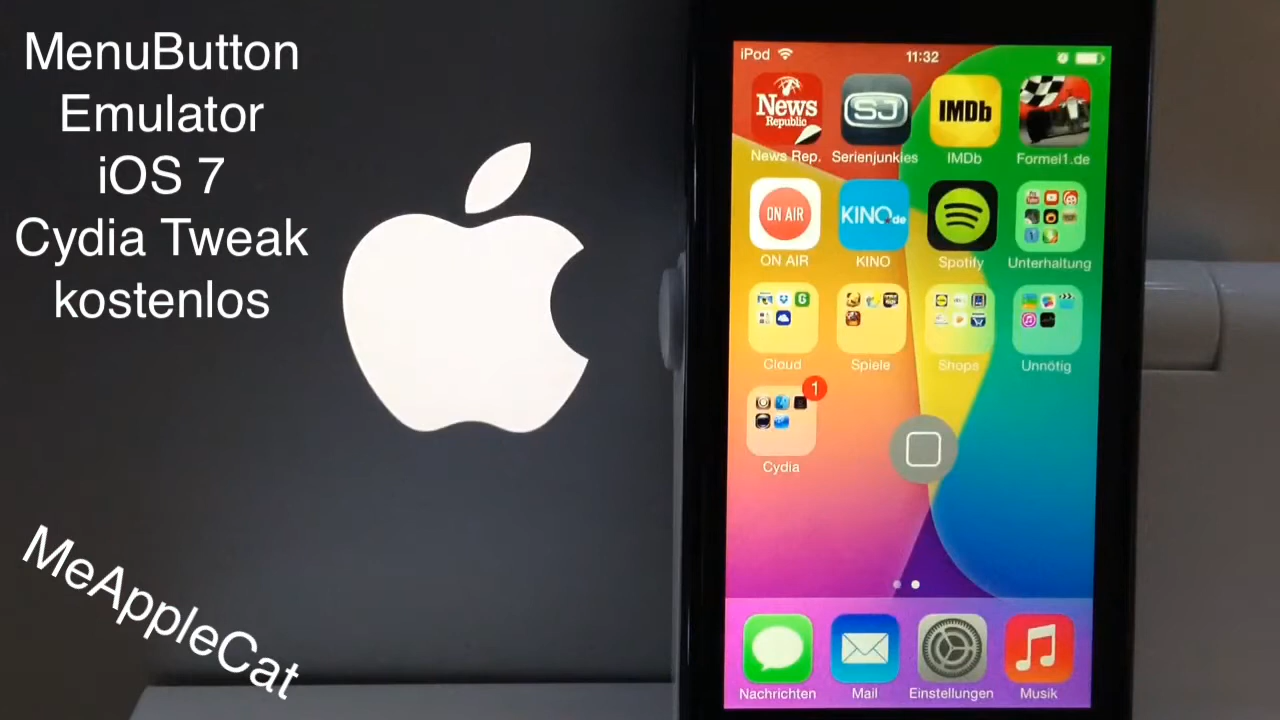 MenuButton
Emulator
iOS 7
Cydia Tweak
kostenlos
MeAppleCat
iPod 11:32
News Republic
SJ
IMDb
News Rep. Serienjunkies IMDb Formel1.de
ON AIR
KINO.de
ON AIR KINO Spotify Unterhaltung
Cloud Spiele Shops Unnötig
1
Cydia
Nachrichten Mail Einstellungen Musik